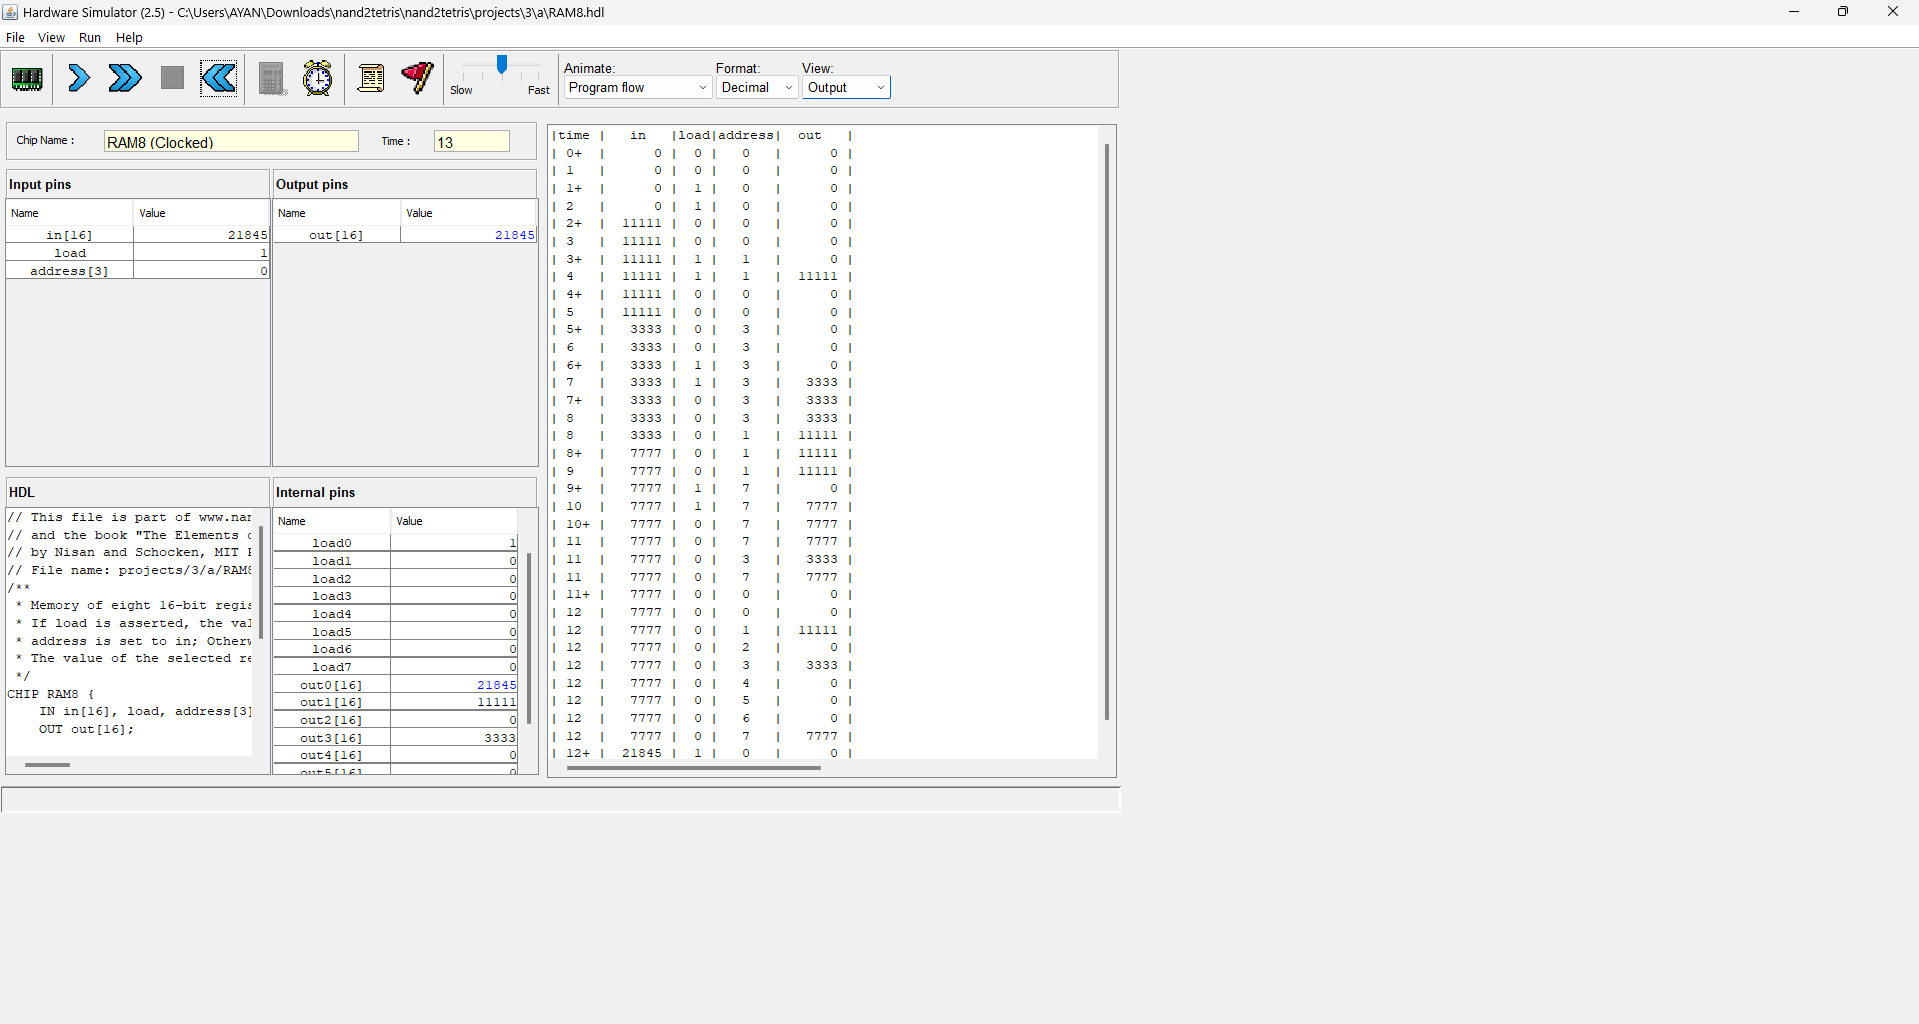 Hardware Simulator (2.5) - C:\Users\AYAN\Downloads\nand2tetris\nand2tetris\projects\3\a\RAM8.hdl
File View Run Help
Slow Fast
Animate: Format: View:
Program flow Decimal Output
Chip Name : RAM8 (Clocked) Time : 13
Input pins
Name Value
in[16] 21845
load 1
address[3] 0
Output pins
Name Value
out[16] 21845
HDL
// This file is part of www.nan
// and the book "The Elements
// by Nisan and Schocken, MIT
// File name: projects/3/a/RAM8
/**
* Memory of eight 16-bit regis
* If load is asserted, the val
* address is set to in; Otherw
* The value of the selected re
*/
CHIP RAM8 {
IN in[16], load, address[3]
OUT out[16];
Internal pins
Name Value
load0 1
load1 0
load2 0
load3 0
load4 0
load5 0
load6 0
load7 0
out0[16] 21845
out1[16] 11111
out2[16] 0
out3[16] 3333
out4[16] 0
out5[16] 0
|time | in |load|address| out |
| 0+ | 0 | 0 | 0 | 0 |
| 1 | 0 | 0 | 0 | 0 |
| 1+ | 0 | 1 | 0 | 0 |
| 2 | 0 | 1 | 0 | 0 |
| 2+ | 11111 | 0 | 0 | 0 |
| 3 | 11111 | 0 | 0 | 0 |
| 3+ | 11111 | 1 | 1 | 0 |
| 4 | 11111 | 1 | 1 | 11111 |
| 4+ | 11111 | 0 | 0 | 0 |
| 5 | 11111 | 0 | 0 | 0 |
| 5+ | 3333 | 0 | 3 | 0 |
| 6 | 3333 | 0 | 3 | 0 |
| 6+ | 3333 | 1 | 3 | 0 |
| 7 | 3333 | 1 | 3 | 3333 |
| 7+ | 3333 | 0 | 3 | 3333 |
| 8 | 3333 | 0 | 3 | 3333 |
| 8 | 3333 | 0 | 1 | 11111 |
| 8+ | 7777 | 0 | 1 | 11111 |
| 9 | 7777 | 0 | 1 | 11111 |
| 9+ | 7777 | 1 | 7 | 0 |
| 10 | 7777 | 1 | 7 | 7777 |
| 10+ | 7777 | 0 | 7 | 7777 |
| 11 | 7777 | 0 | 7 | 7777 |
| 11 | 7777 | 0 | 3 | 3333 |
| 11 | 7777 | 0 | 7 | 7777 |
| 11+ | 7777 | 0 | 0 | 0 |
| 12 | 7777 | 0 | 0 | 0 |
| 12 | 7777 | 0 | 1 | 11111 |
| 12 | 7777 | 0 | 2 | 0 |
| 12 | 7777 | 0 | 3 | 3333 |
| 12 | 7777 | 0 | 4 | 0 |
| 12 | 7777 | 0 | 5 | 0 |
| 12 | 7777 | 0 | 6 | 0 |
| 12 | 7777 | 0 | 7 | 7777 |
| 12+ | 21845 | 1 | 0 | 0 |